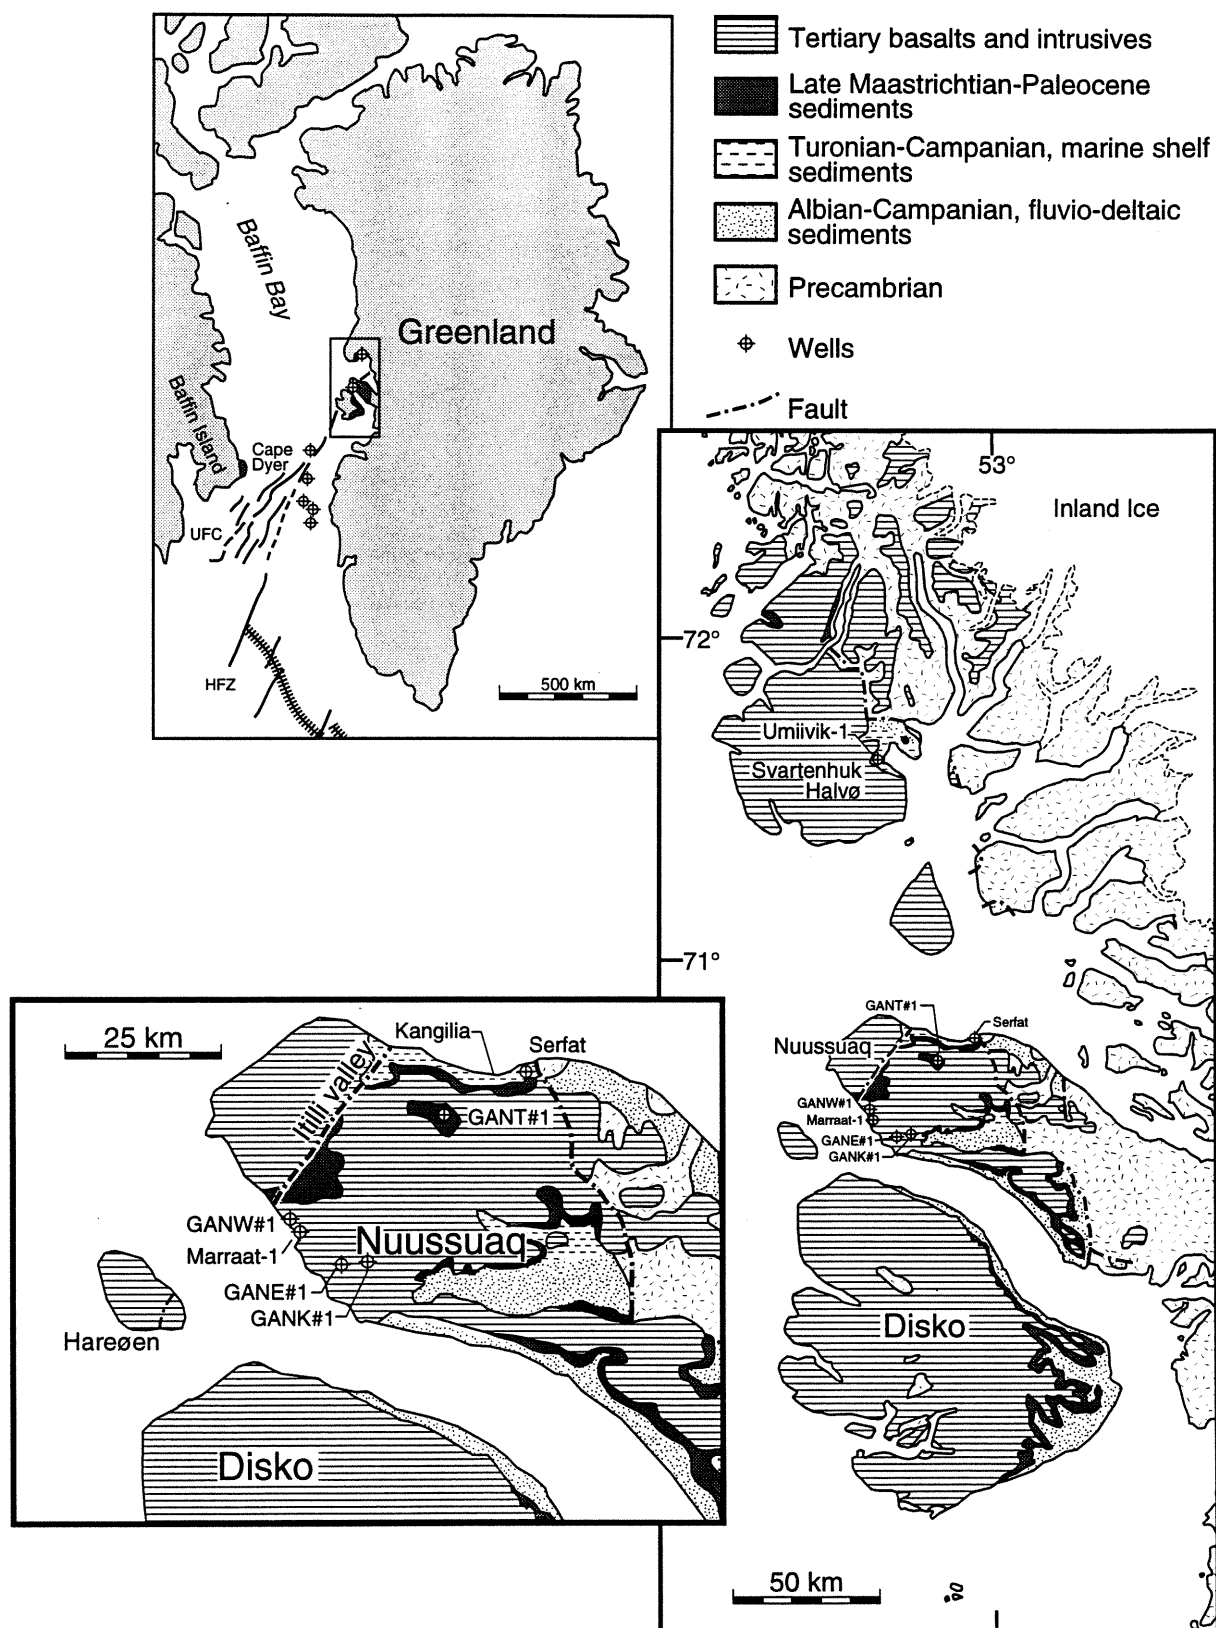 Tertiary basalts and intrusives
Late Maastrichtian-Paleocene
sediments
Turonian-Campanian, marine shelf
sediments
Albian-Campanian, fluvio-deltaic
sediments
Precambrian
Wells
Fault
Baffin Bay
Greenland
Baffin Island
Cape
Dyer
UFC
HFZ
500 km
53°
Inland Ice
72°
Umiivik-1
Svartenhuk
Halvø
71°
GANT#1
Serfat
Nuussuaq
GANW#1
Marraat-1
GANE#1
GANK#1
Disko
50 km
25 km
Kangilia
Serfat
Itilli valley
GANT#1
GANW#1
Marraat-1
Nuussuaq
GANE#1
GANK#1
Hareøen
Disko